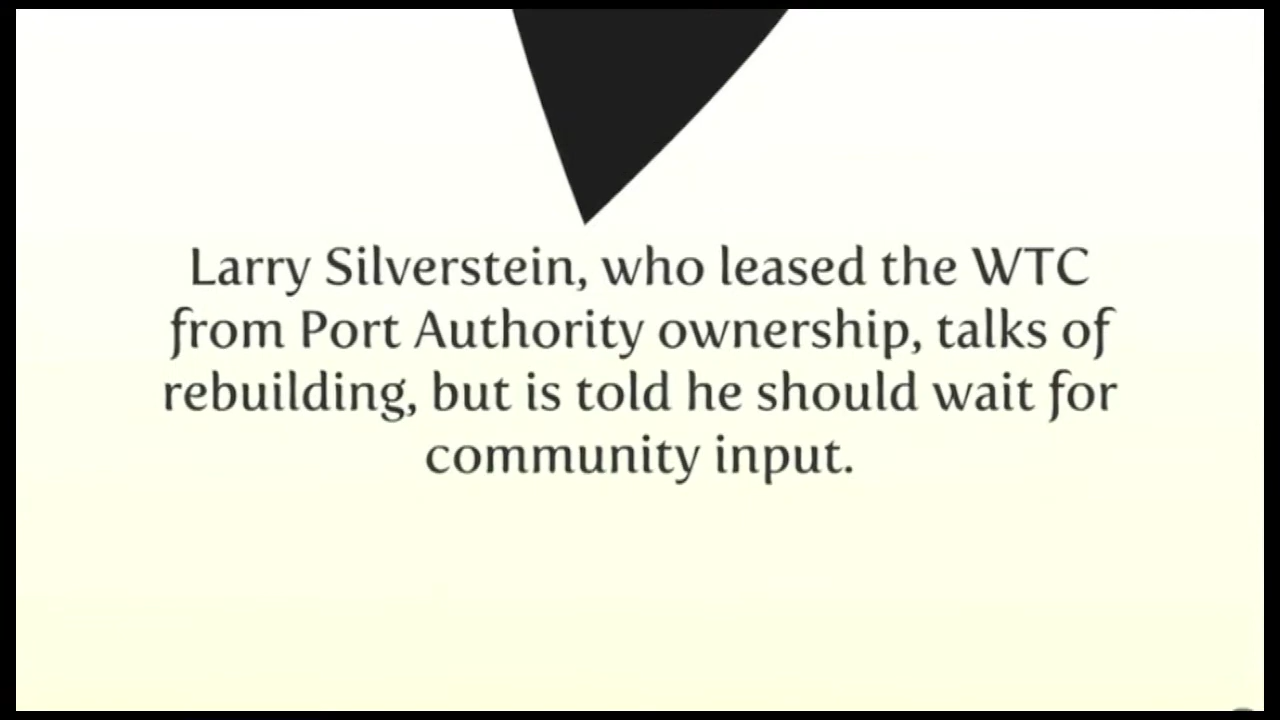 Larry Silverstein, who leased the WTC
from Port Authority ownership, talks of
rebuilding, but is told he should wait for
community input.